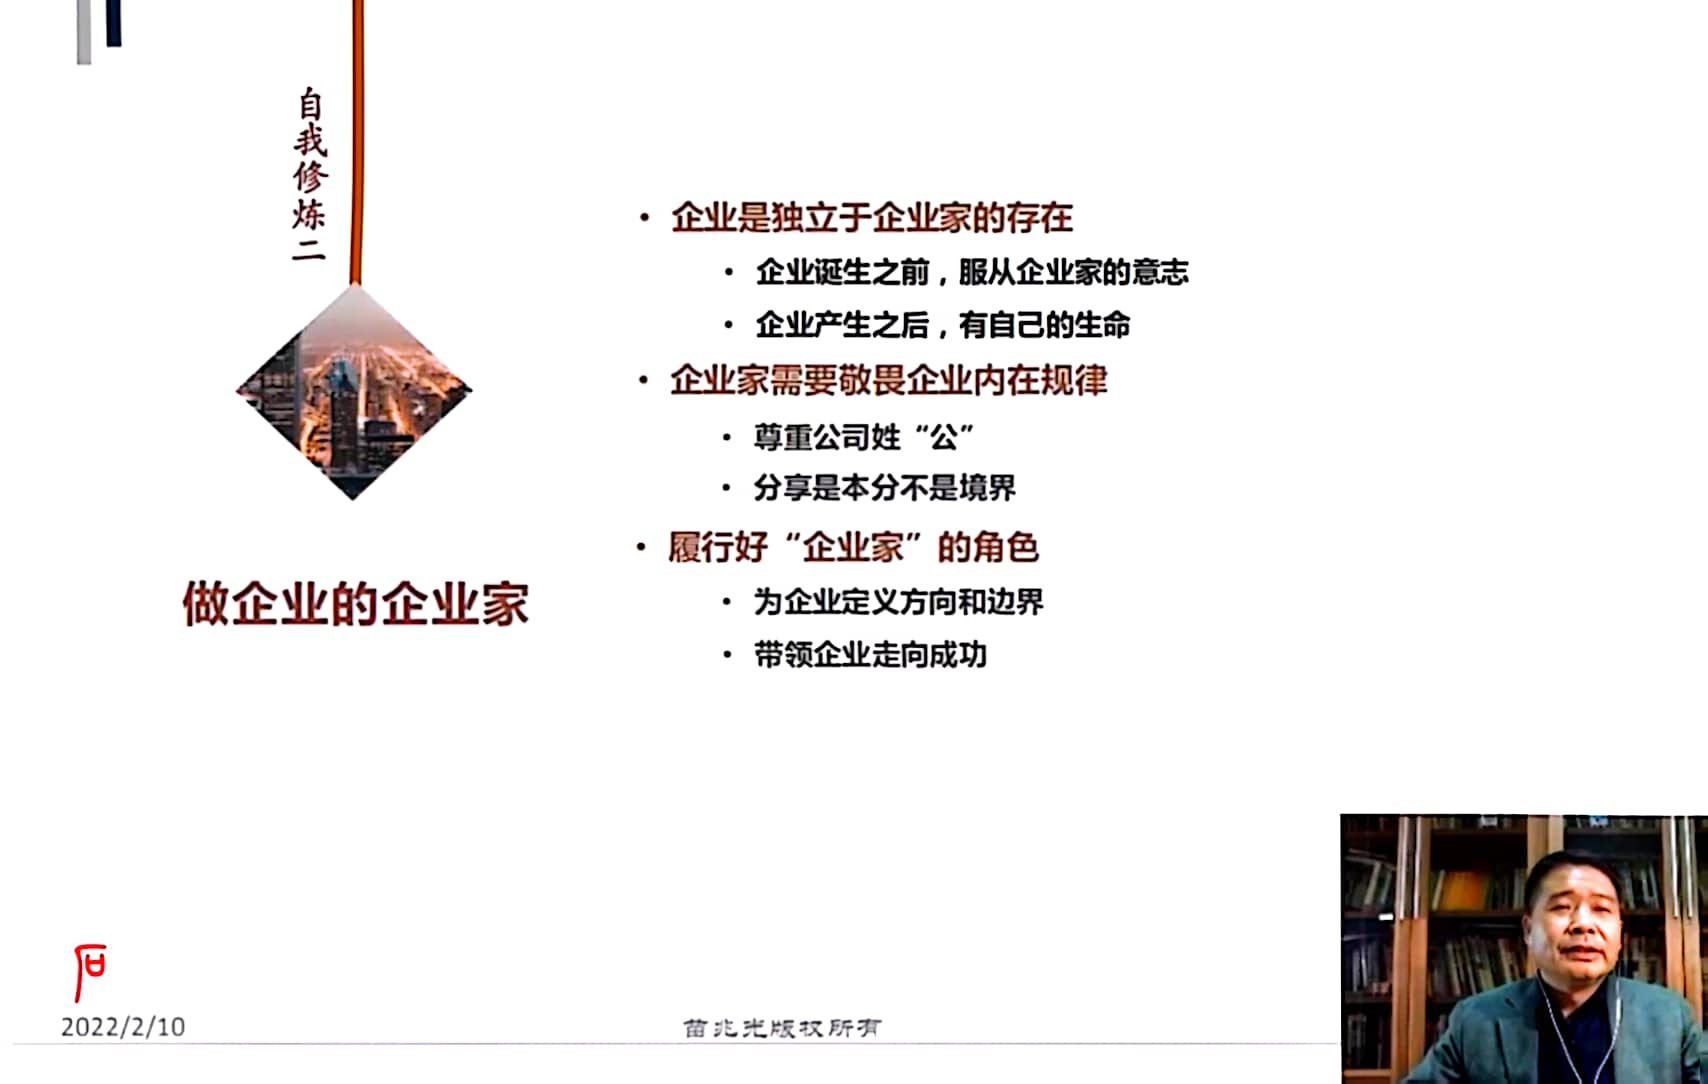 自我修炼二
做企业的企业家
• 企业是独立于企业家的存在
• 企业诞生之前，服从企业家的意志
• 企业产生之后，有自己的生命
• 企业家需要敬畏企业内在规律
• 尊重公司姓“公”
• 分享是本分不是境界
• 履行好“企业家”的角色
• 为企业定义方向和边界
• 带领企业走向成功
2022/2/10
苗兆光版权所有